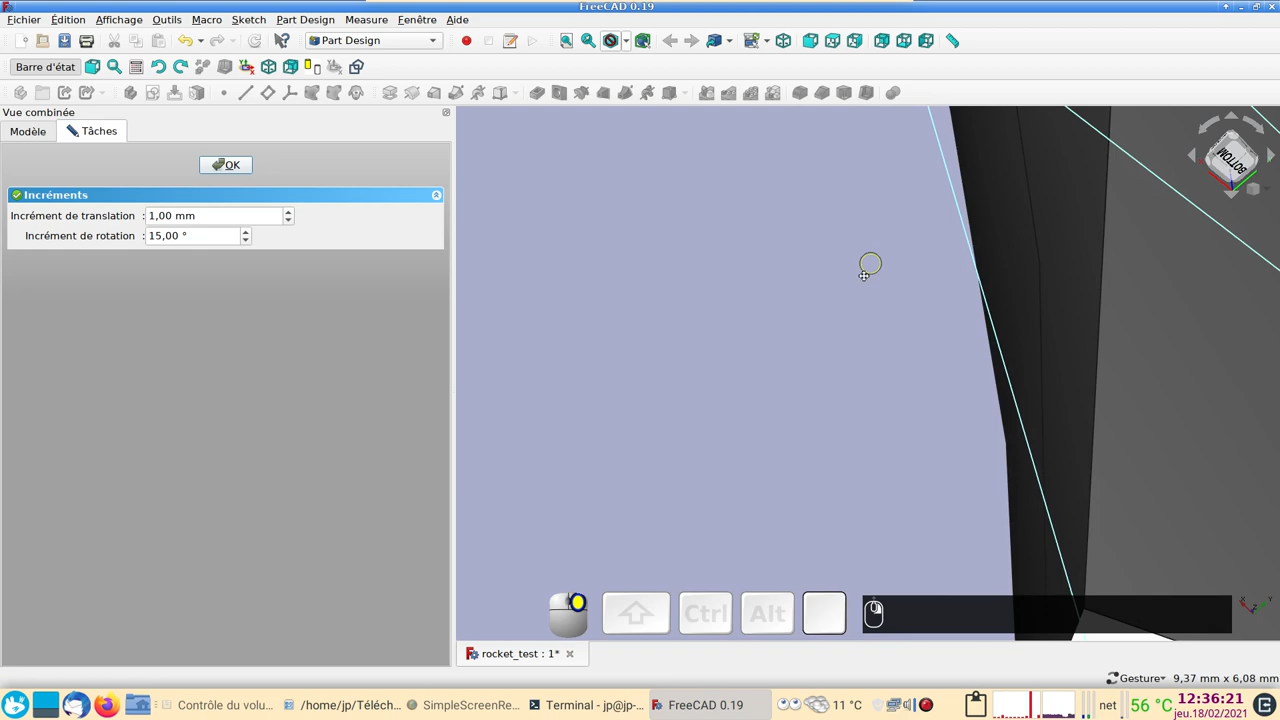 FreeCAD 0.19
Fichier Édition Affichage Outils Macro Sketch Part Design Measure Fenêtre Aide
Part Design
Barre d'état
Vue combinée
Modèle Tâches
OK
Incréments
Incrément de translation : 1,00 mm
Incrément de rotation : 15,00 °
BOTTOM
Ctrl Alt
rocket_test : 1*
Gesture 9,37 mm x 6,08 mm
Contrôle du volu... /home/jp/Téléch... SimpleScreenRe... Terminal - jp@jp-... FreeCAD 0.19 11 °C net 56 °C 12:36:21
jeu.18/02/2021